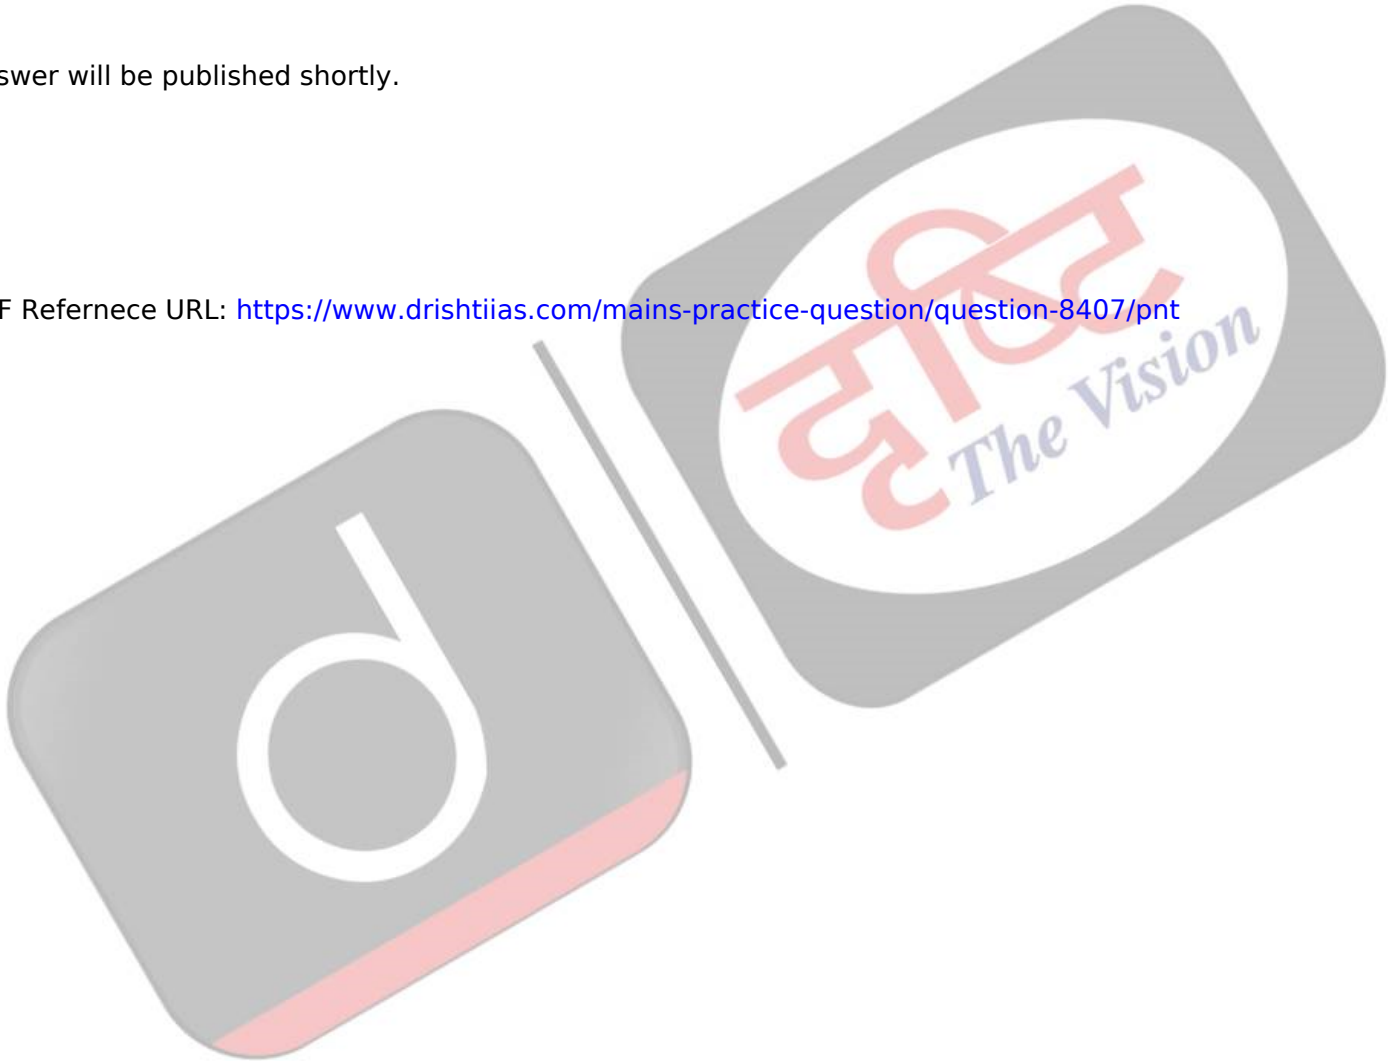 swer will be published shortly.
F Refernece URL: https://www.drishtiias.com/mains-practice-question/question-8407/pnt
दृष्टि
The Vision
d